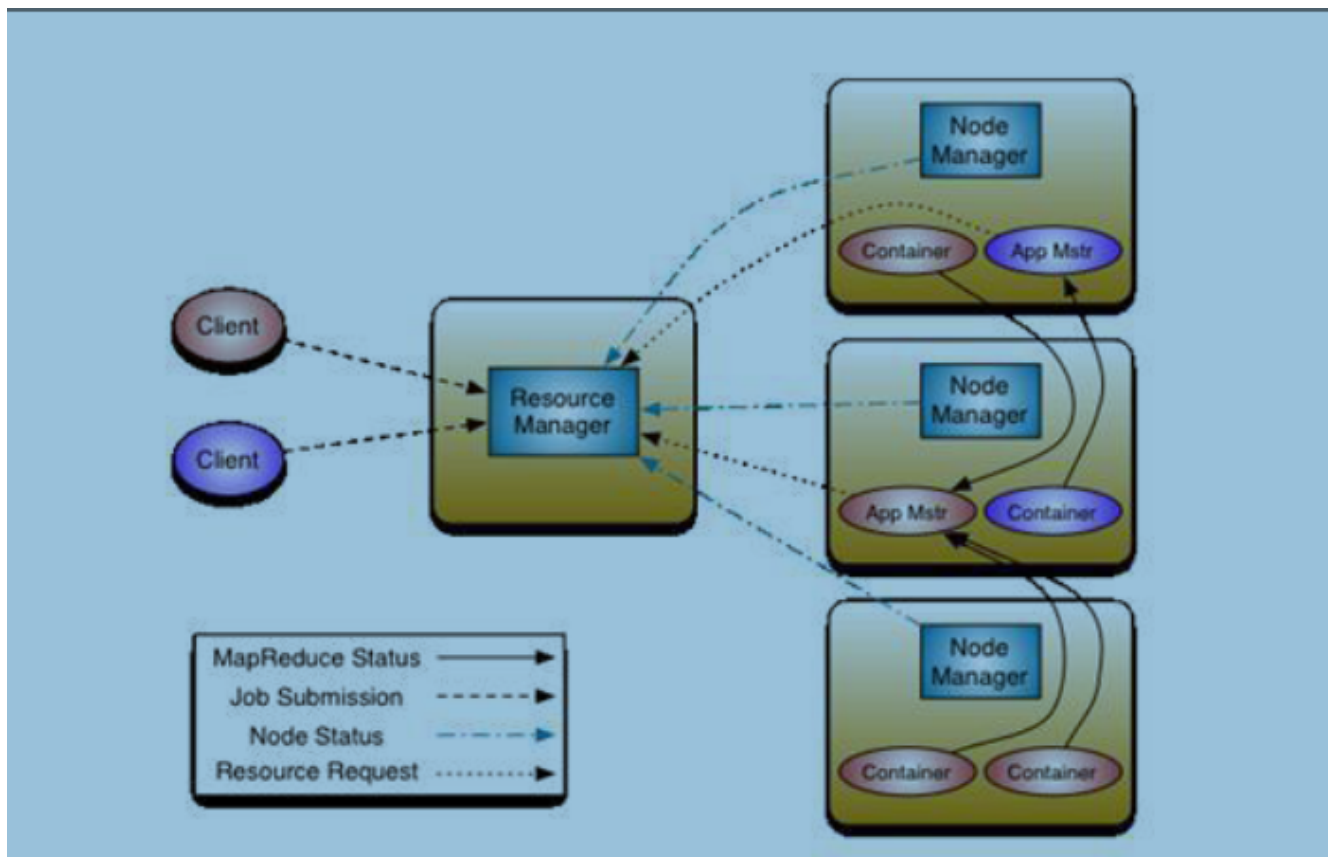 Node
Manager
Container
App Mstr
Client
Resource
Manager
Client
Node
Manager
App Mstr
Container
Node
Manager
Container
Container
MapReduce Status
Job Submission
Node Status
Resource Request